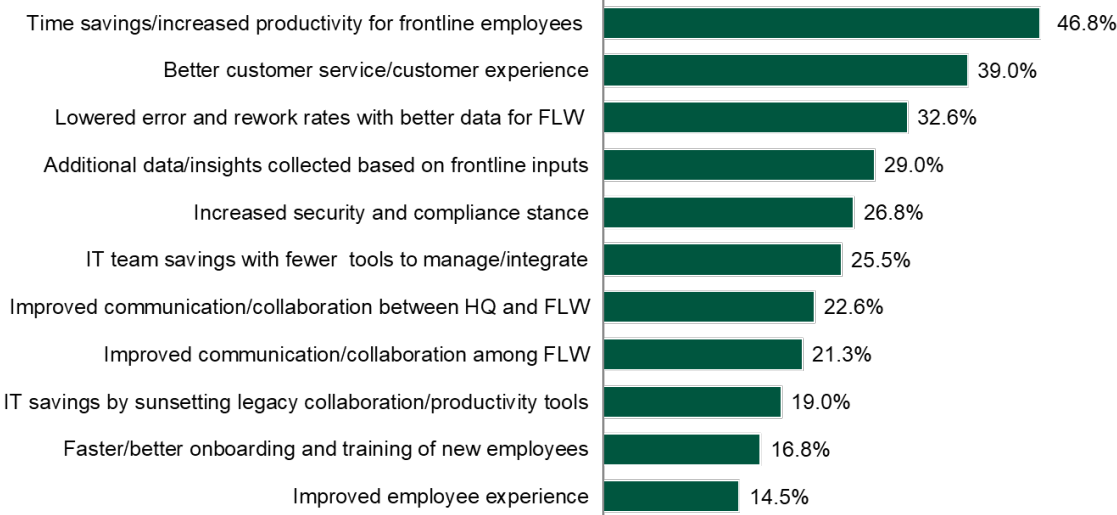 Time savings/increased productivity for frontline employees 46.8%
Better customer service/customer experience 39.0%
Lowered error and rework rates with better data for FLW 32.6%
Additional data/insights collected based on frontline inputs 29.0%
Increased security and compliance stance 26.8%
IT team savings with fewer tools to manage/integrate 25.5%
Improved communication/collaboration between HQ and FLW 22.6%
Improved communication/collaboration among FLW 21.3%
IT savings by sunsetting legacy collaboration/productivity tools 19.0%
Faster/better onboarding and training of new employees 16.8%
Improved employee experience 14.5%